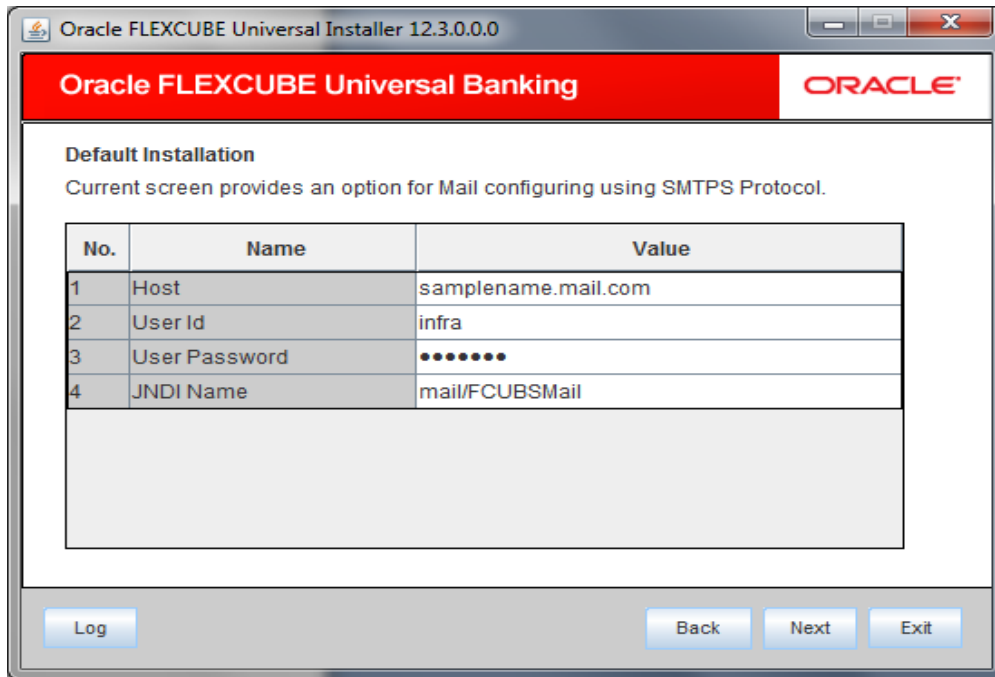 Oracle FLEXCUBE Universal Installer 12.3.0.0.0
Oracle FLEXCUBE Universal Banking
ORACLE
Default Installation
Current screen provides an option for Mail configuring using SMTPS Protocol.
No. Name Value
1 Host samplename.mail.com
2 User Id infra
3 User Password •••••••
4 JNDI Name mail/FCUBSMail
Log Back Next Exit